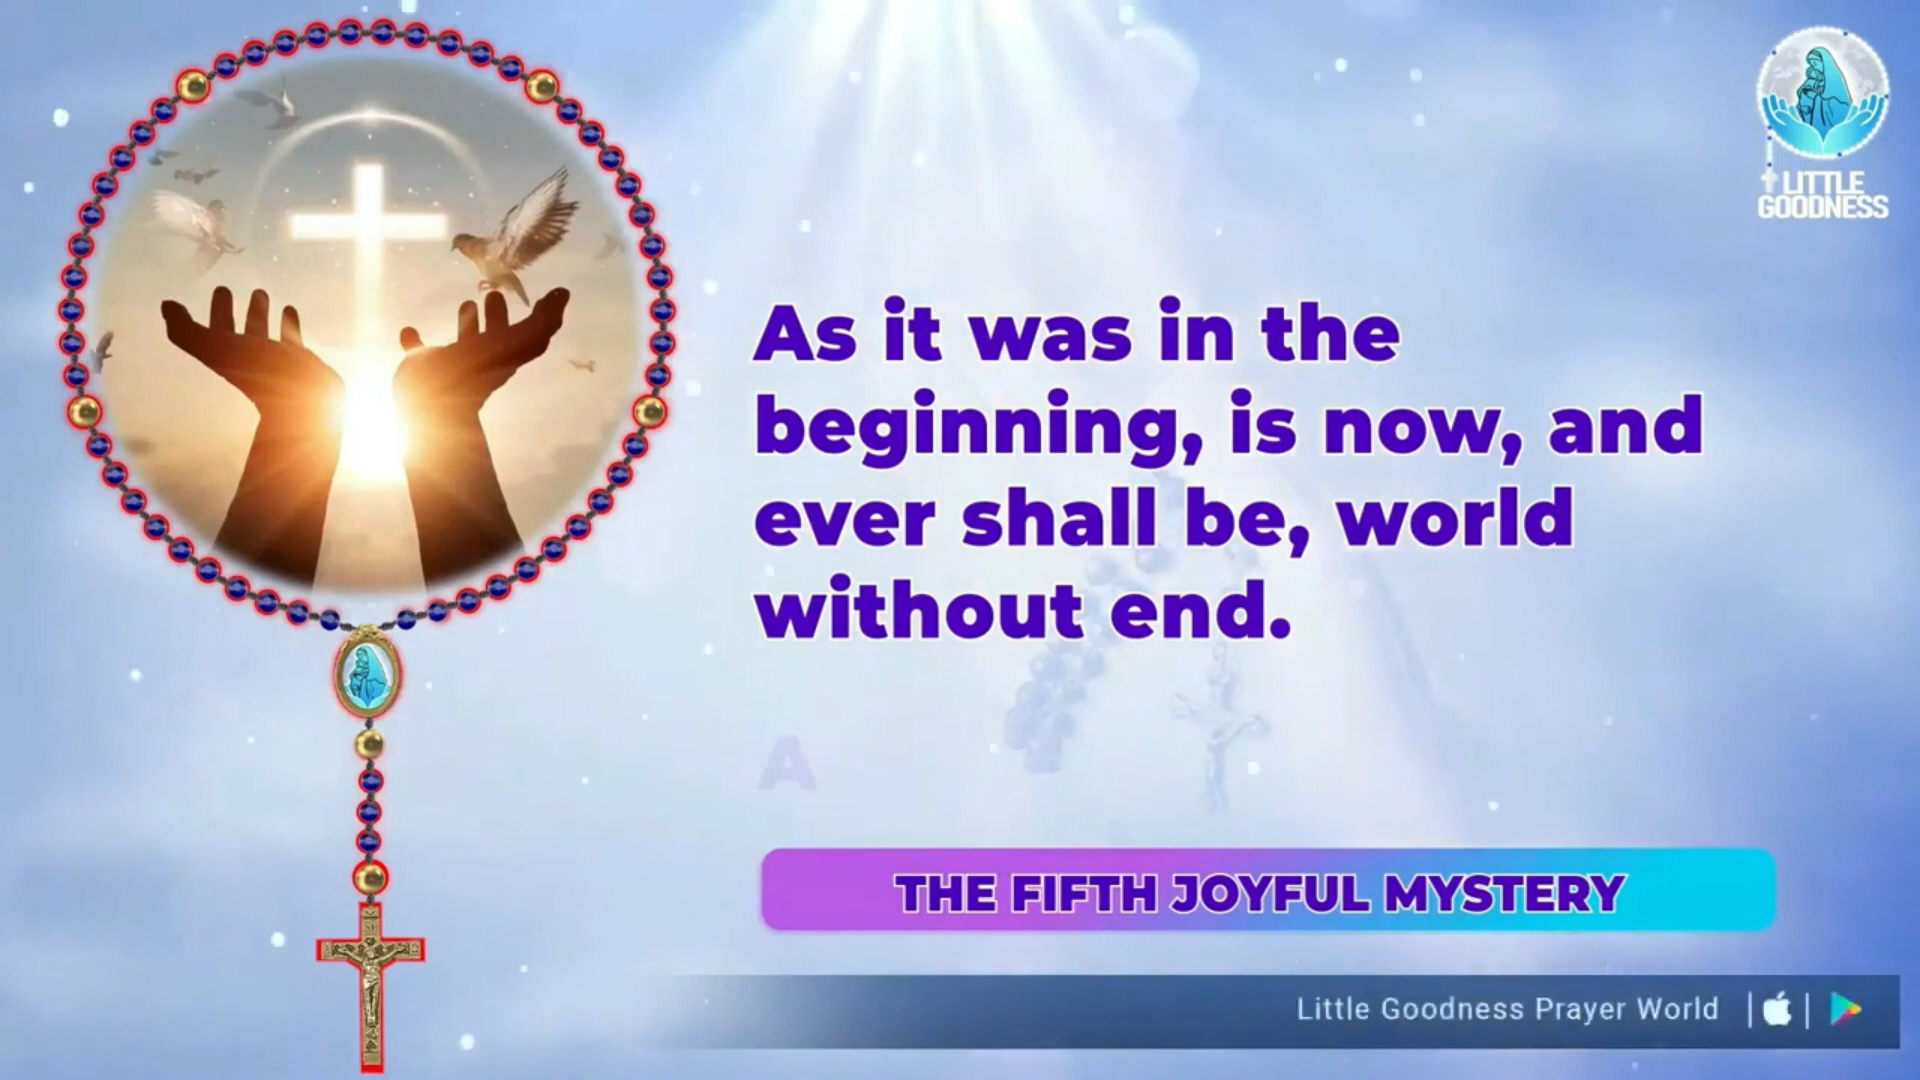 LITTLE
GOODNESS
As it was in the
beginning, is now, and
ever shall be, world
without end.
A
THE FIFTH JOYFUL MYSTERY
Little Goodness Prayer World